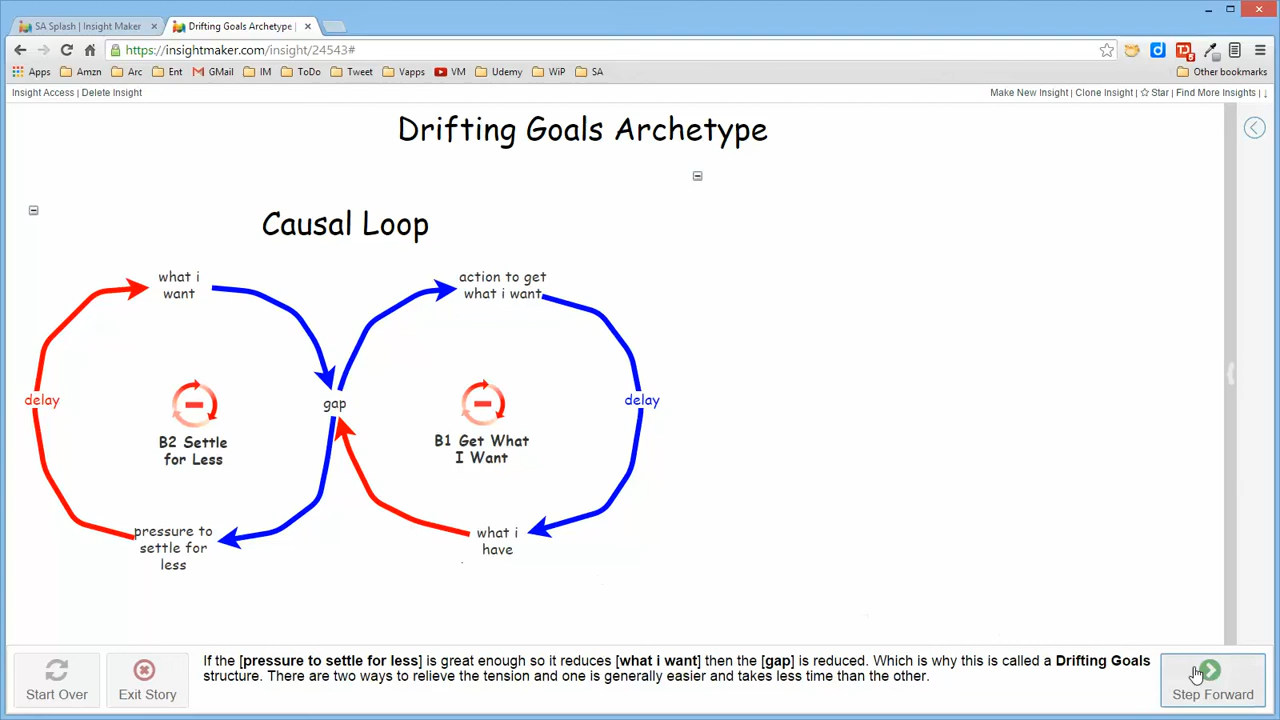 SA Splash | Insight Maker
Drifting Goals Archetype |
https://insightmaker.com/insight/24543#
Apps Amzn Arc Ent GMail IM ToDo Tweet Vapps VM Udemy WiP SA Other bookmarks
Insight Access | Delete Insight
Make New Insight | Clone Insight | Star | Find More Insights | ↓
Drifting Goals Archetype
Causal Loop
what i
want
action to get
what i want
delay
gap
delay
B2 Settle
for Less
B1 Get What
I Want
pressure to
settle for
less
what i
have
Start Over
Exit Story
If the [pressure to settle for less] is great enough so it reduces [what i want] then the [gap] is reduced. Which is why this is called a Drifting Goals
structure. There are two ways to relieve the tension and one is generally easier and takes less time than the other.
Step Forward